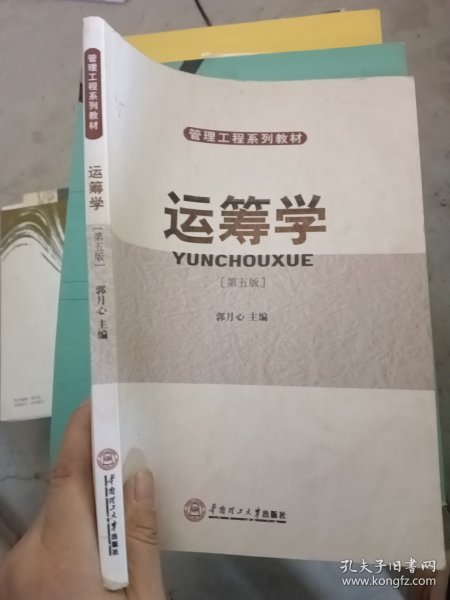 管理工程系列教材
运筹学
[第五版]
郭月心 主编
管理工程系列教材
运筹学
YUNCHOUXUE
[第五版]
郭月心 主编
华南理工大学出版社
华南理工大学出版社
孔夫子旧书网
www.kongfz.com